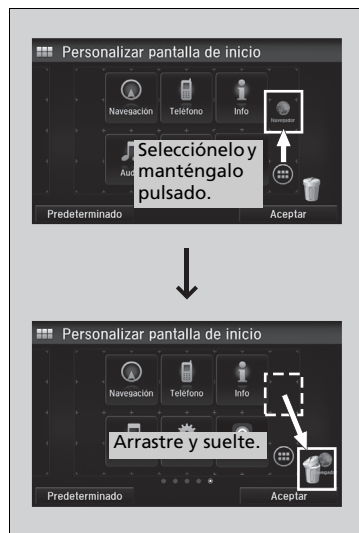 Personalizar pantalla de inicio
Navegación Teléfono Info
Navegador
Selecciónelo y
manténgalo
pulsado.
Predeterminado Aceptar
Personalizar pantalla de inicio
Navegación Teléfono Info
Arrastre y suelte.
Predeterminado Aceptar